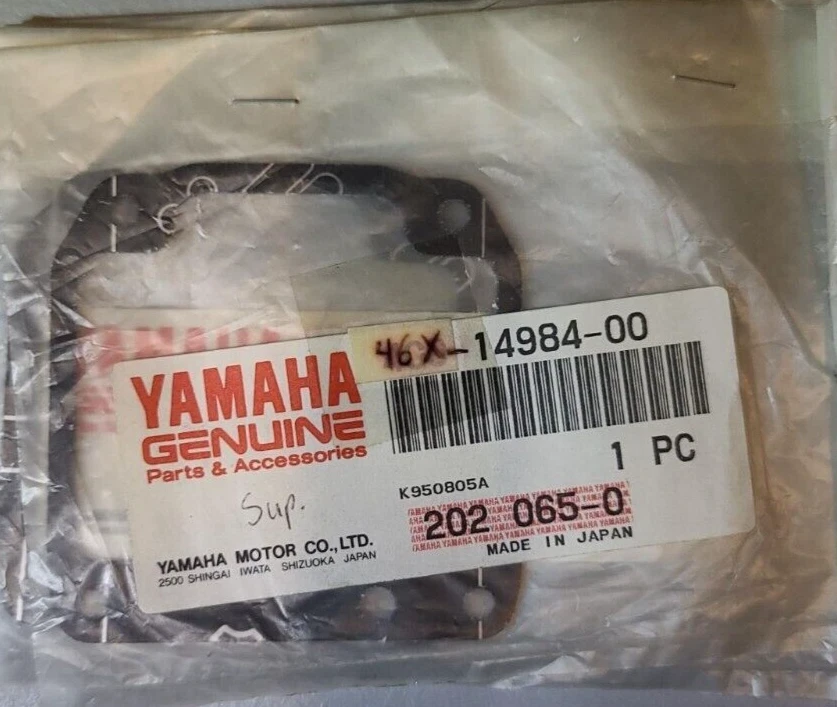 46X-14984-00
YAMAHA
GENUINE
Parts & Accessories
1 PC
K950805A
Sup.
202 065-0
YAMAHA MOTOR CO., LTD.
MADE IN JAPAN
2500 SHINGAI IWATA SHIZUOKA JAPAN